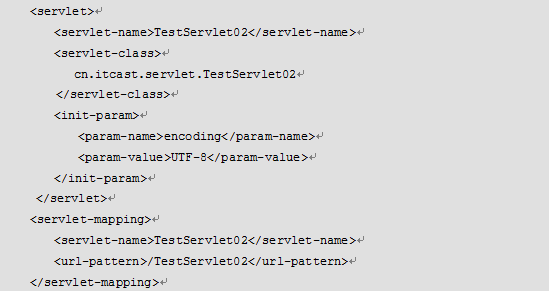 <servlet>
<servlet-name>TestServlet02</servlet-name>
<servlet-class>
cn.itcast.servlet.TestServlet02
</servlet-class>
<init-param>
<param-name>encoding</param-name>
<param-value>UTF-8</param-value>
</init-param>
</servlet>
<servlet-mapping>
<servlet-name>TestServlet02</servlet-name>
<url-pattern>/TestServlet02</url-pattern>
</servlet-mapping>